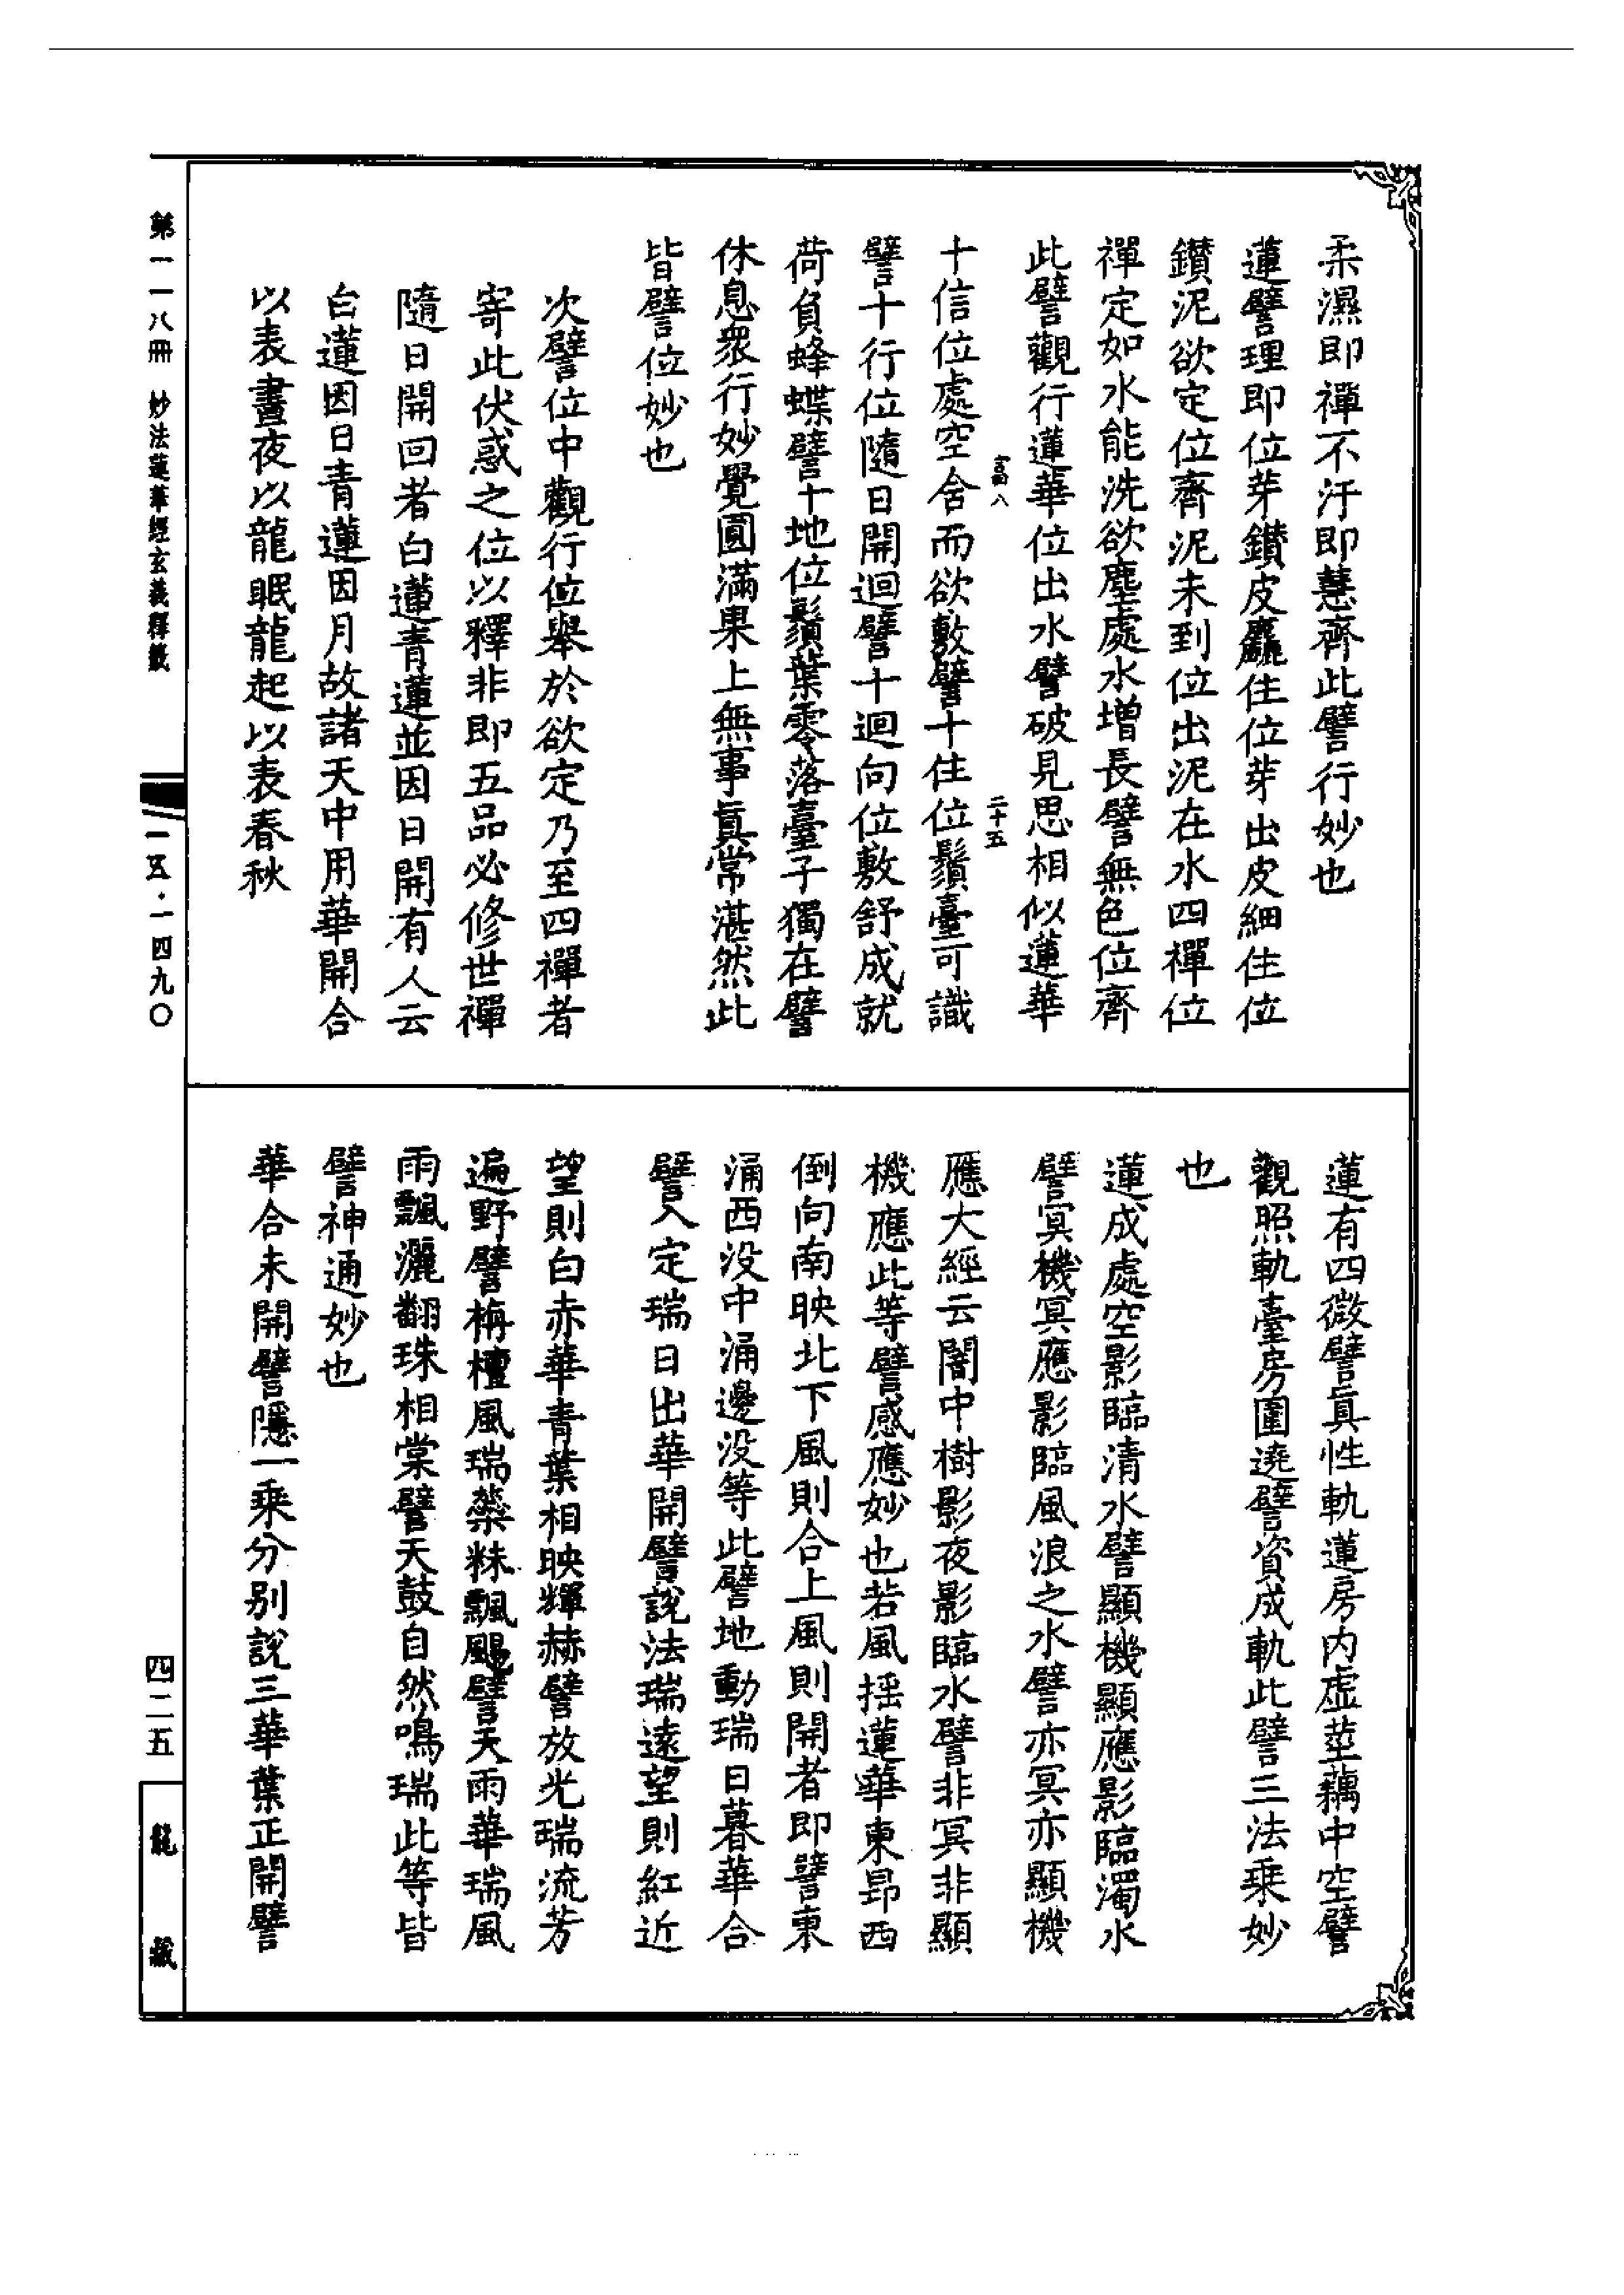 柔濕即禪不汙即慧齊此譬行妙也
蓮譬理即位芽鑽皮麤住位芽出皮細住位
鑽泥欲定位齊泥未到位出泥在水四禪位
禪定如水能洗欲塵處水增長譬無色位齊
此譬觀行蓮華位出水譬破見思相似蓮華
二十五
十信位處空含而欲敷譬十住位鬚臺可識
譬十行位隨日開迴譬十迴向位敷舒成就
荷負蜂蝶譬十地位鬚葉零落臺子獨在譬
休息衆行妙覺圓滿果上無事眞常湛然此
皆譬位妙也
次譬位中觀行位舉於欲定乃至四禪者
寄此伏惑之位以釋非即五品必修世禪
隨日開回者白蓮青蓮並因日開有人云
白蓮因日青蓮因月故諸天中用華開合
以表晝夜以龍眠龍起以表春秋
蓮有四微譬眞性軌蓮房内虛莖藕中空譬
觀照軌臺房圍遶譬資成軌此譬三法乗妙
也
蓮成處空影臨清水譬顯機顯應影臨濁水
譬冥機冥應影臨風浪之水譬亦冥亦顯機
應大經云闇中樹影夜影臨水譬非冥非顯
機應此等譬感應妙也若風揺蓮華東昻西
倒向南映北下風則合上風則開者即譬東
涌西没中涌邊没等此譬地動瑞日暮華合
譬入定瑞日出華開譬說法瑞遠望則紅近
望則白赤華青葉相映輝赫譬放光瑞流芳
遍野譬栴檀風瑞蘂粖飄颺譬天雨華瑞風
雨飄灑翻珠相棠譬天鼓自然鳴瑞此等皆
譬神通妙也
華合未開譬隱一乗分别說三華葉正開譬
第一一八冊 妙法蓮華經玄義釋籤
一五·一四九〇
四二五
龍藏